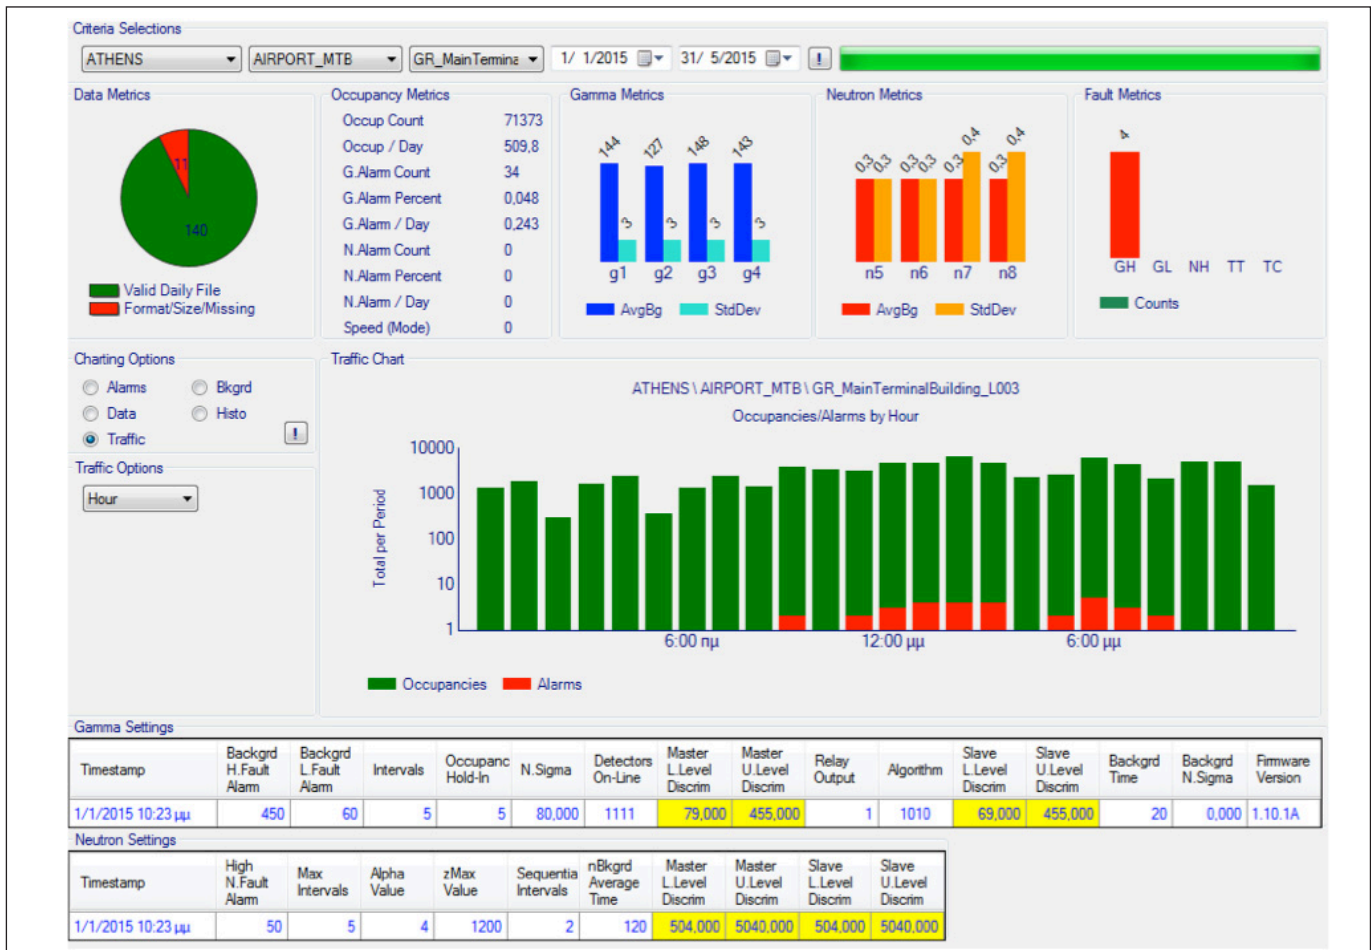 Criteria Selections
ATHENS AIRPORT_MTB GR_MainTermina 1/ 1/2015 31/ 5/2015 !
Data Metrics
11
140
Valid Daily File
Format/Size/Missing
Occupancy Metrics
Occup Count 71373
Occup / Day 509,8
G.Alarm Count 34
G.Alarm Percent 0,048
G.Alarm / Day 0,243
N.Alarm Count 0
N.Alarm Percent 0
N.Alarm / Day 0
Speed (Mode) 0
Gamma Metrics
144 3 127 3 148 3 143 3
g1 g2 g3 g4
AvgBg StdDev
Neutron Metrics
0,3 0,3 0,3 0,3 0,3 0,4 0,3 0,4
n5 n6 n7 n8
AvgBg StdDev
Fault Metrics
4
GH GL NH TT TC
Counts
Charting Options
Alarms Bkgrd
Data Histo
Traffic !
Traffic Options
Hour
Traffic Chart
ATHENS \ AIRPORT_MTB \ GR_MainTerminalBuilding_L003
Occupancies/Alarms by Hour
Total per Period
10000
1000
100
10
1
6:00 πμ 12:00 μμ 6:00 μμ
Occupancies Alarms
Gamma Settings
Timestamp Backgrd H.Fault Alarm Backgrd L.Fault Alarm Intervals Occupanc Hold-In N.Sigma Detectors On-Line Master L.Level Discrim Master U.Level Discrim Relay Output Algorithm Slave L.Level Discrim Slave U.Level Discrim Backgrd Time Backgrd N.Sigma Firmware Version
1/1/2015 10:23 μμ 450 60 5 5 80,000 1111 79,000 455,000 1 1010 69,000 455,000 20 0,000 1.10.1A
Neutron Settings
Timestamp High N.Fault Alarm Max Intervals Alpha Value zMax Value Sequentia Intervals nBkgrd Average Time Master L.Level Discrim Master U.Level Discrim Slave L.Level Discrim Slave U.Level Discrim
1/1/2015 10:23 μμ 50 5 4 1200 2 120 504,000 5040,000 504,000 5040,000